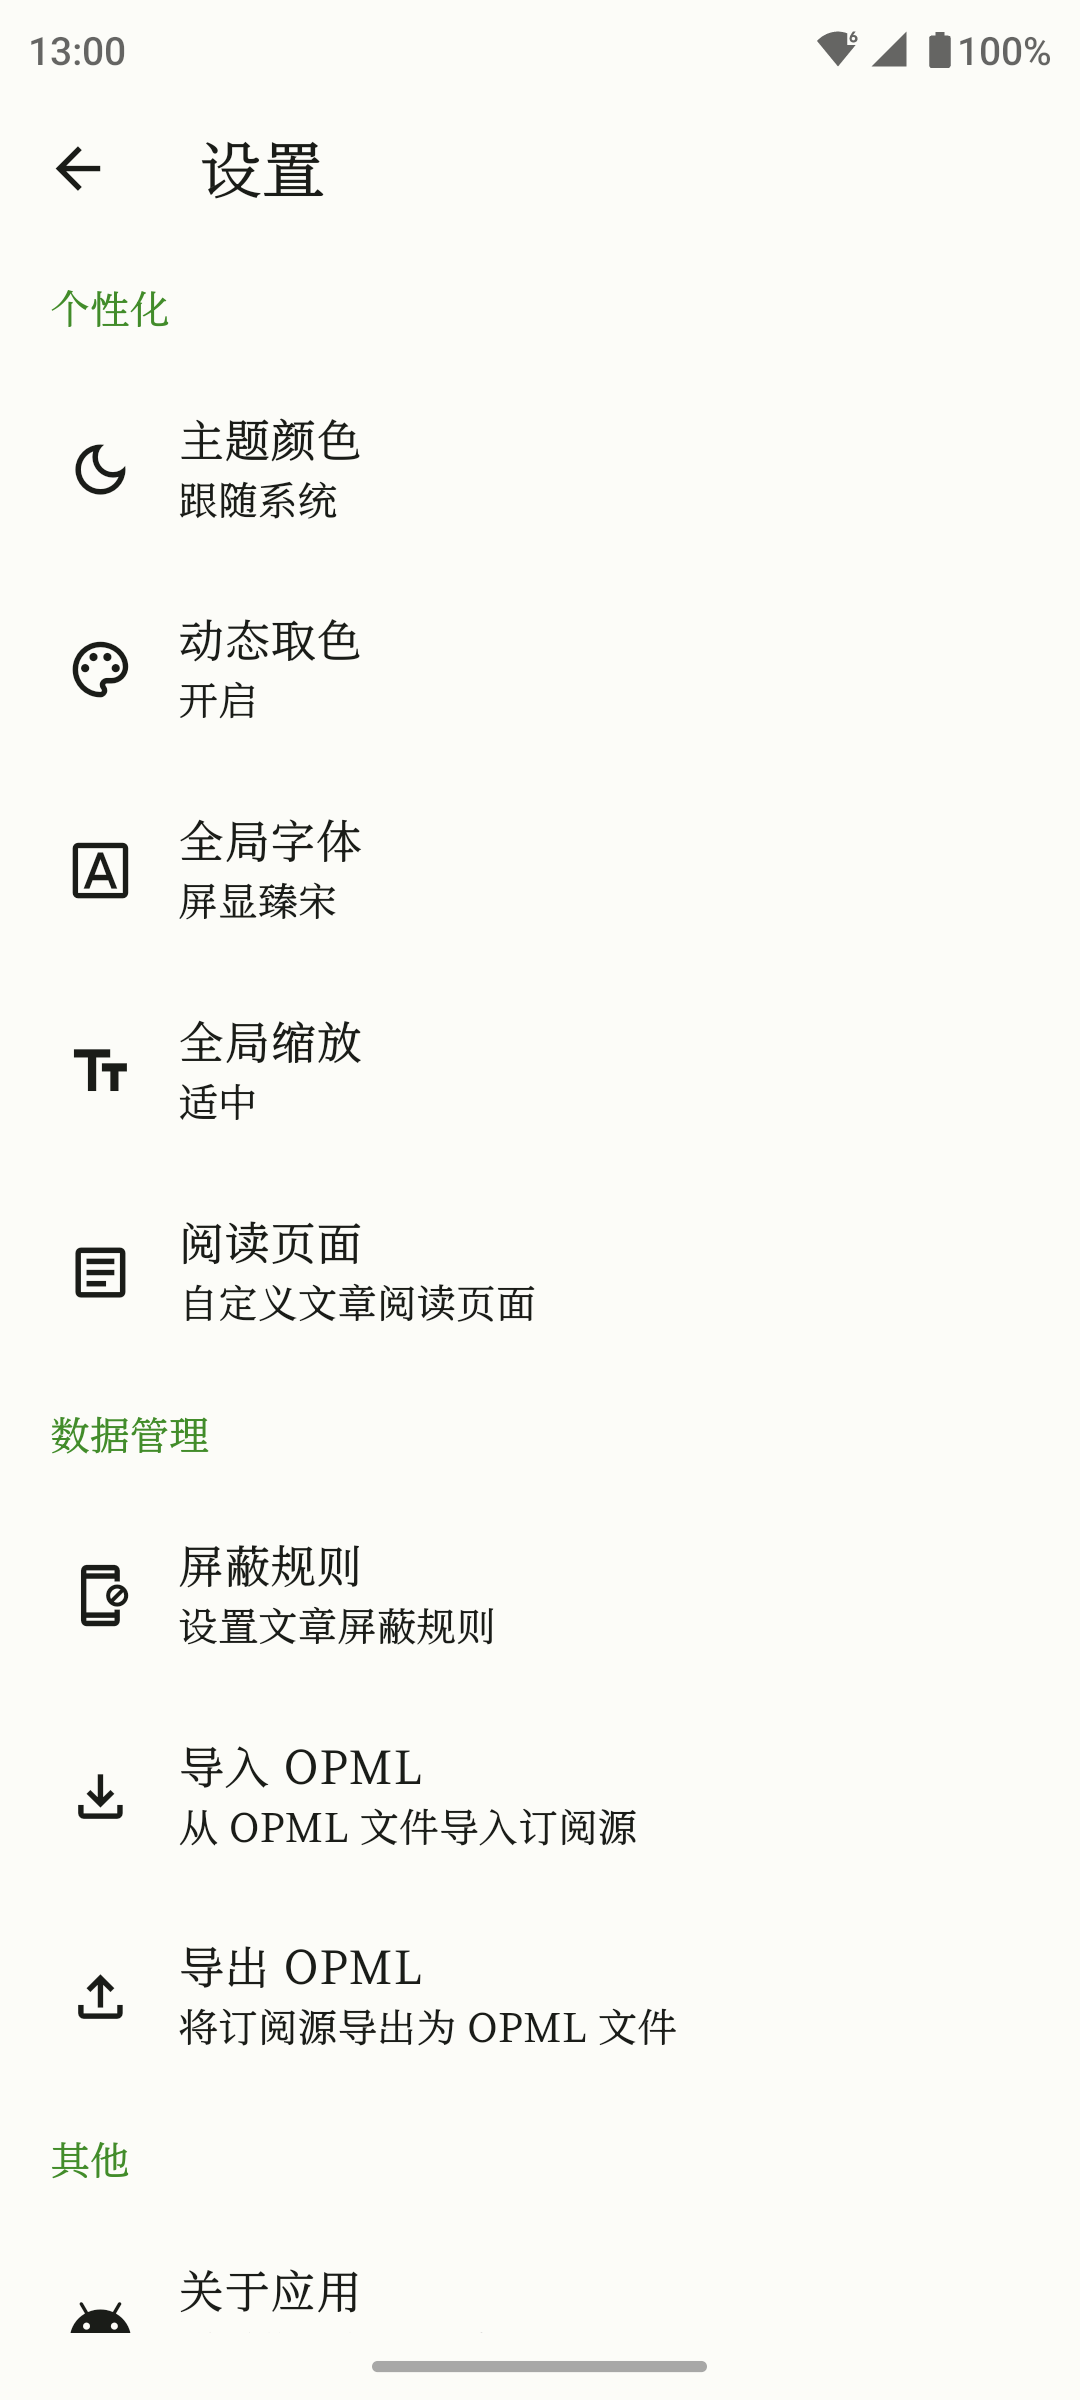 13:00
6
100%
设置
个性化
主题颜色
跟随系统
动态取色
开启
全局字体
屏显臻宋
全局缩放
适中
阅读页面
自定义文章阅读页面
数据管理
屏蔽规则
设置文章屏蔽规则
导入 OPML
从 OPML 文件导入订阅源
导出 OPML
将订阅源导出为 OPML 文件
其他
关于应用